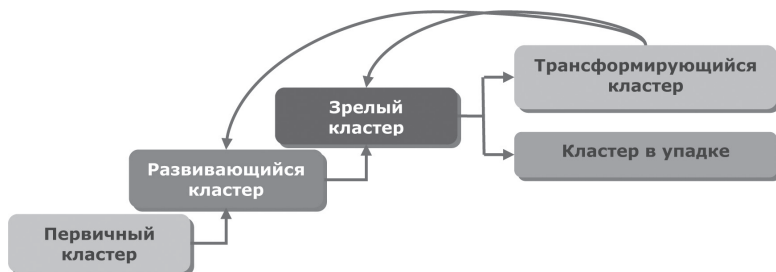 Трансформирующийся
кластер
Зрелый
кластер
Кластер в упадке
Развивающийся
кластер
Первичный
кластер